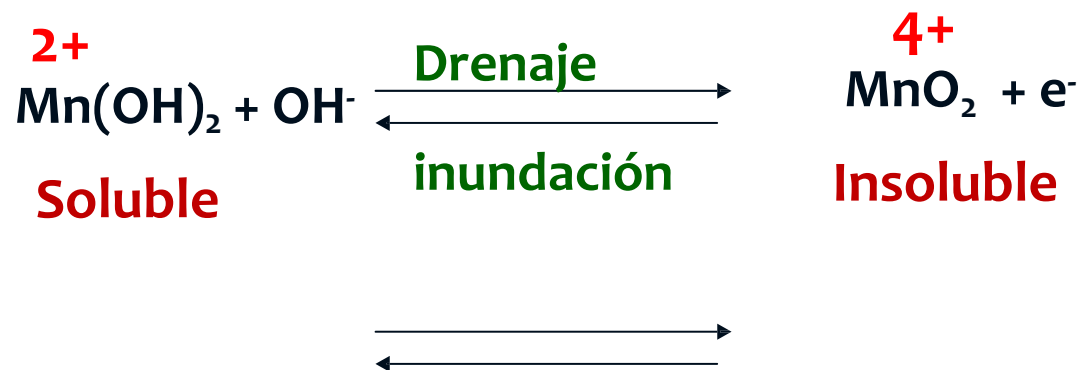 2+
4+
Mn(OH)₂ + OH⁻
Drenaje
MnO₂ + e⁻
inundación
Soluble
Insoluble